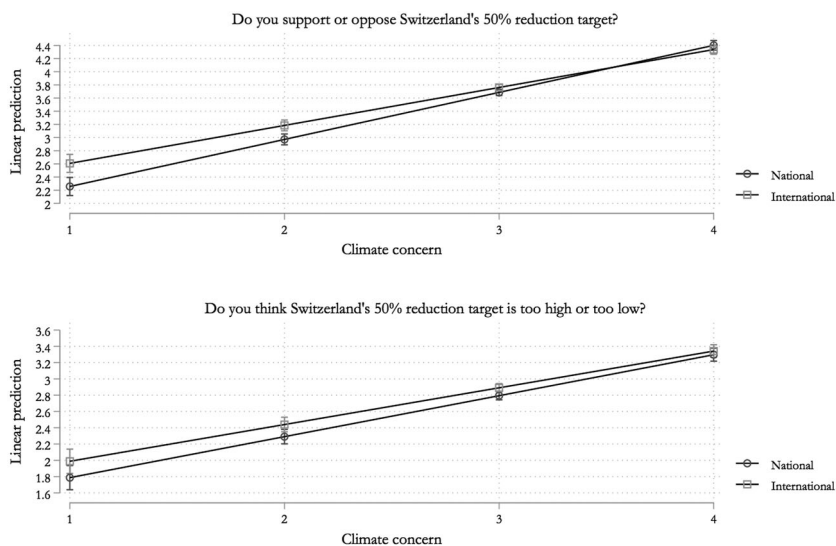 Do you support or oppose Switzerland's 50% reduction target?
4.4
4.2
4
3.8
3.6
3.4
3.2
3
2.8
2.6
2.4
2.2
2
Linear prediction
1 2 3 4
Climate concern
National
International
Do you think Switzerland's 50% reduction target is too high or too low?
3.6
3.4
3.2
3
2.8
2.6
2.4
2.2
2
1.8
1.6
Linear prediction
1 2 3 4
Climate concern
National
International